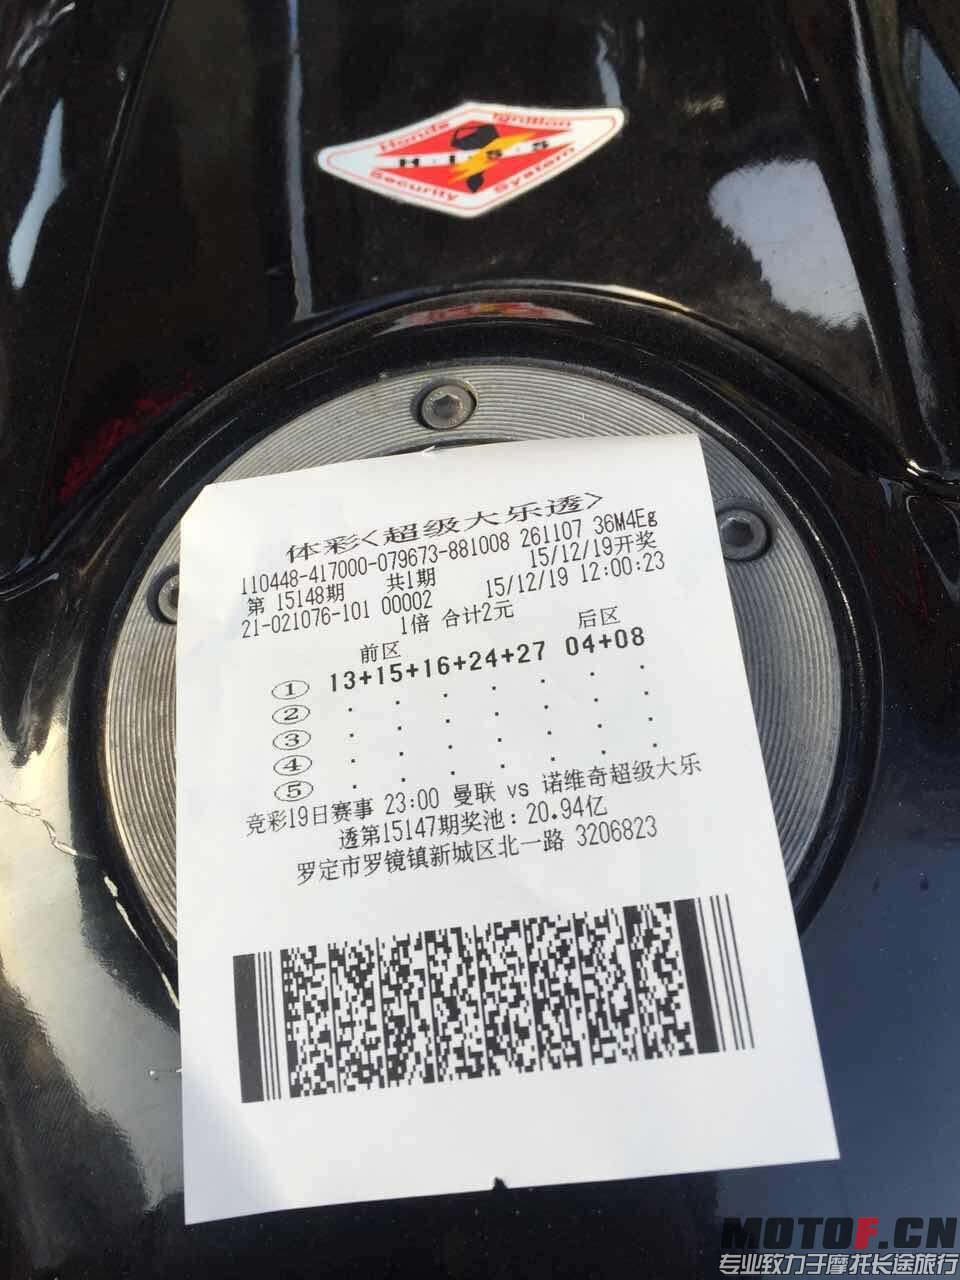 Honda Ignition
H·I·S·S
Security System
体彩<超级大乐透>
110448-417000-079673-881008 261107 36M4Eg
第 15148期 共1期 15/12/19开奖
21-021076-101 00002 15/12/19 12:00:23
1倍 合计2元
前区 后区
① 13+15+16+24+27 04+08
②
③
④
⑤
竞彩19日赛事 23:00 曼联 vs 诺维奇超级大乐
透第15147期奖池：20.94亿
罗定市罗镜镇新城区北一路 3206823
MOTOF.CN
专业致力于摩托长途旅行